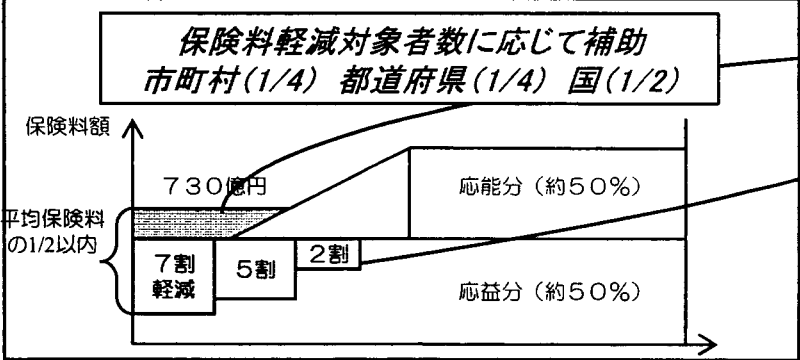 保険料軽減対象者数に応じて補助
市町村(1/4) 都道府県(1/4) 国(1/2)
保険料額
730億円
応能分(約50%)
平均保険料
の1/2以内
7割
軽減
5割
2割
応益分(約50%)